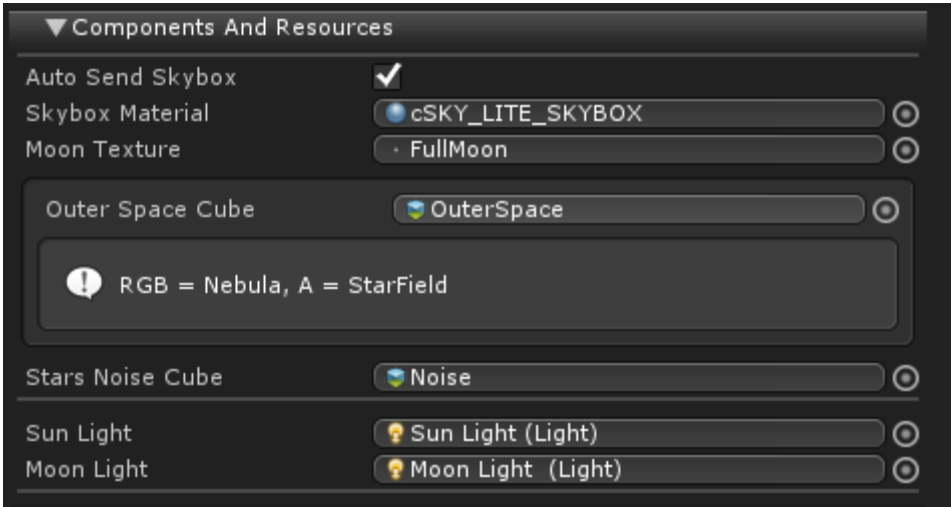 Components And Resources
Auto Send Skybox
Skybox Material cSKY_LITE_SKYBOX
Moon Texture FullMoon
Outer Space Cube OuterSpace
RGB = Nebula, A = StarField
Stars Noise Cube Noise
Sun Light Sun Light (Light)
Moon Light Moon Light  (Light)